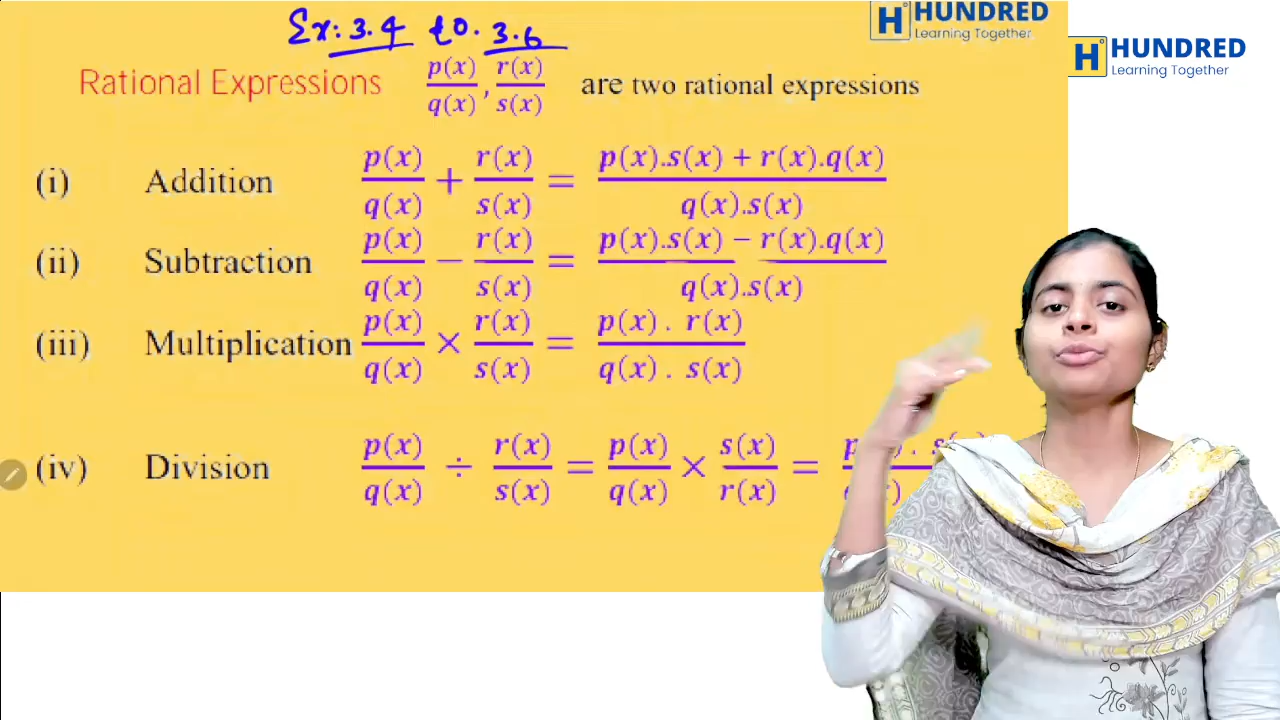 Ex: 3.4 to. 3.6
HUNDRED
Learning Together
HUNDRED
Learning Together
Rational Expressions p(x)/q(x) , r(x)/s(x) are two rational expressions
(i) Addition p(x)/q(x) + r(x)/s(x) = p(x).s(x) + r(x).q(x)/q(x).s(x)
(ii) Subtraction p(x)/q(x) − r(x)/s(x) = p(x).s(x) − r(x).q(x)/q(x).s(x)
(iii) Multiplication p(x)/q(x) × r(x)/s(x) = p(x) . r(x)/q(x) . s(x)
(iv) Division p(x)/q(x) ÷ r(x)/s(x) = p(x)/q(x) × s(x)/r(x) =